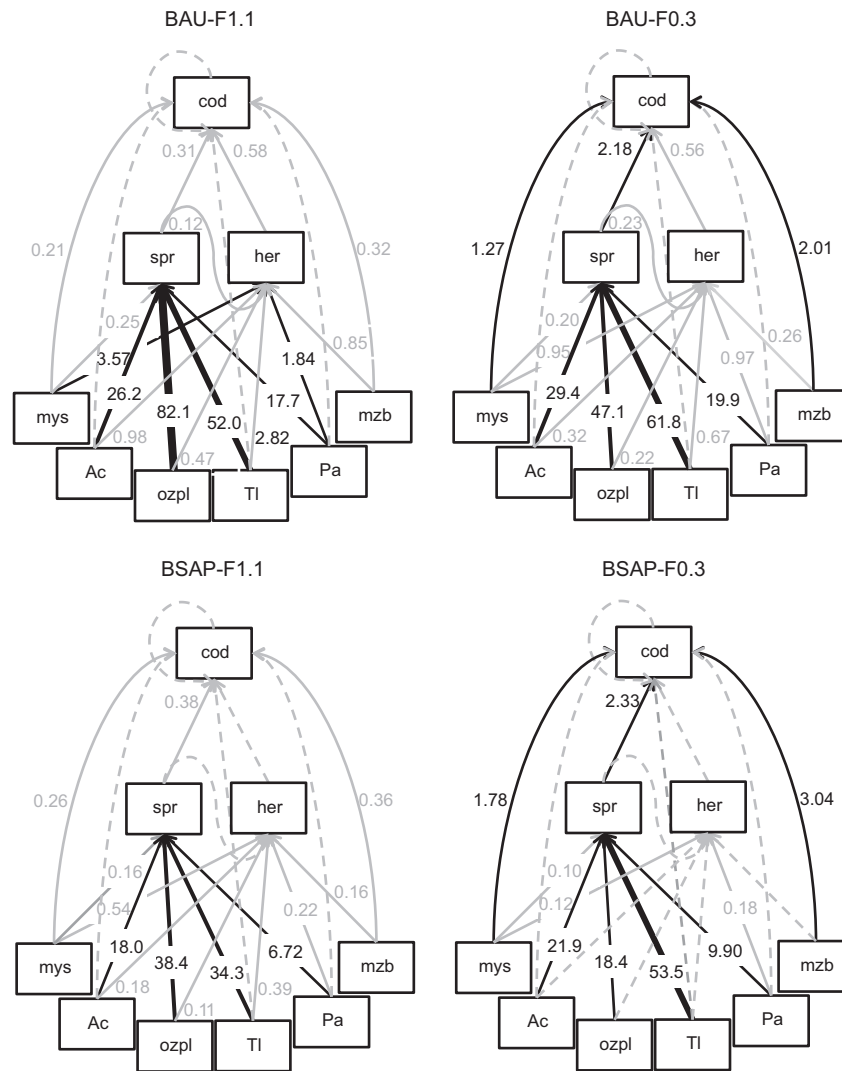 BAU-F1.1
cod
0.31
0.58
0.12
0.21
spr
her
0.32
0.25
3.57
0.85
1.84
mys
26.2
82.1
52.0
17.7
mzb
0.98
0.47
2.82
Ac
ozpl
Tl
Pa
BAU-F0.3
cod
2.18
0.56
0.23
1.27
spr
her
2.01
0.20
0.95
0.26
0.97
mys
29.4
47.1
61.8
19.9
mzb
0.32
0.22
0.67
Ac
ozpl
Tl
Pa
BSAP-F1.1
cod
0.38
0.26
spr
her
0.36
0.16
0.54
0.16
0.22
mys
18.0
38.4
34.3
6.72
mzb
0.18
0.11
0.39
Ac
ozpl
Tl
Pa
BSAP-F0.3
cod
2.33
1.78
spr
her
3.04
0.10
0.12
0.18
mys
21.9
18.4
53.5
9.90
mzb
Ac
ozpl
Tl
Pa